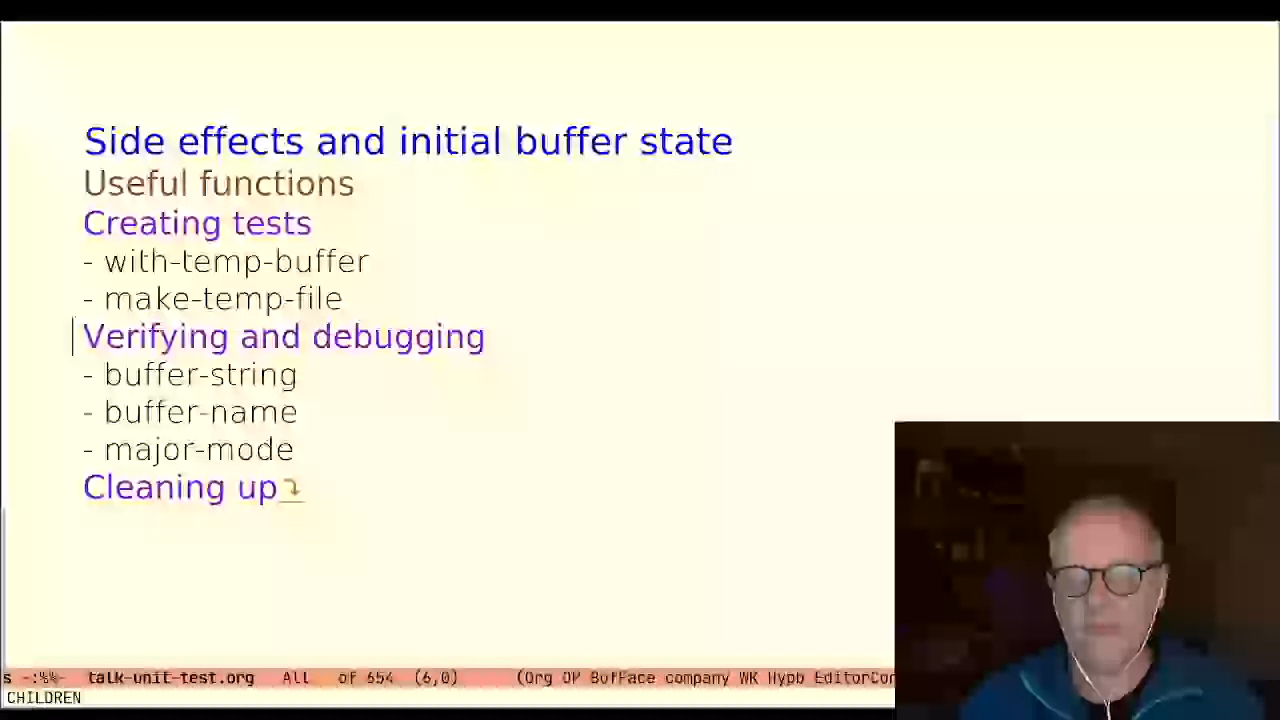 Side effects and initial buffer state
Useful functions
Creating tests
- with-temp-buffer
- make-temp-file
Verifying and debugging
- buffer-string
- buffer-name
- major-mode
Cleaning up
s -:%%- talk-unit-test.org All of 654 (6,0) (Org OP BufFace company WK Hypb EditorCon
CHILDREN